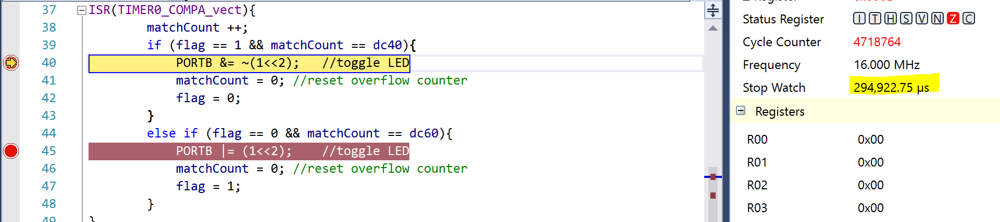 37 ISR(TIMER0_COMPA_vect){
38 matchCount ++;
39 if (flag == 1 && matchCount == dc40){
40 PORTB &= ~(1<<2); //toggle LED
41 matchCount = 0; //reset overflow counter
42 flag = 0;
43 }
44 else if (flag == 0 && matchCount == dc60){
45 PORTB |= (1<<2); //toggle LED
46 matchCount = 0; //reset overflow counter
47 flag = 1;
48 }
49 }
Status Register I T H S V N Z C
Cycle Counter 4718764
Frequency 16.000 MHz
Stop Watch 294,922.75 µs
Registers
R00 0x00
R01 0x00
R02 0x00
R03 0x00